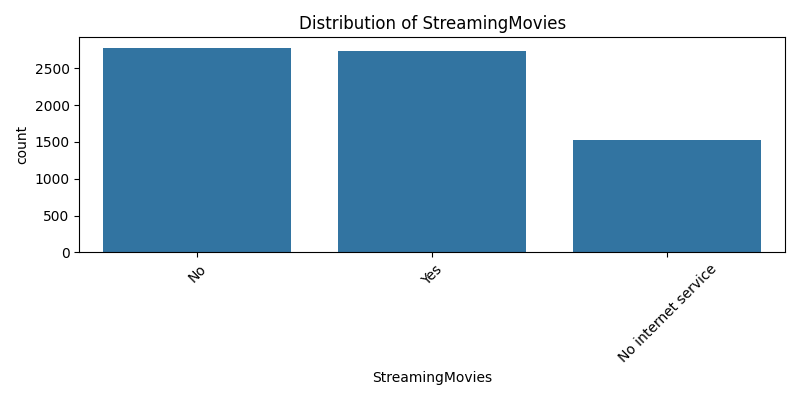 Distribution of StreamingMovies
count
2500
2000
1500
1000
500
0
No
Yes
No internet service
StreamingMovies